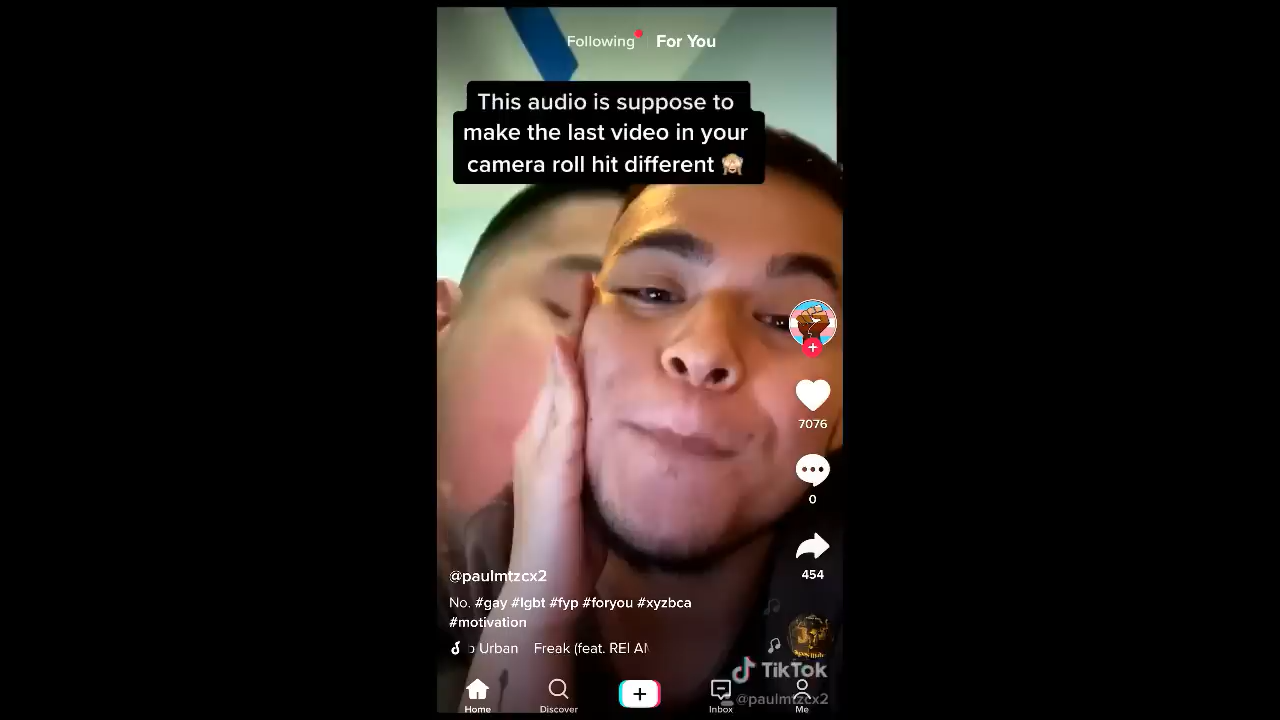 Following For You
This audio is suppose to
make the last video in your
camera roll hit different 🙈
7076
0
454
@paulmtzcx2
No. #gay #lgbt #fyp #foryou #xyzbca
#motivation
Urban Freak (feat. REI
TikTok
@paulmtzcx2
Home Discover Inbox Me